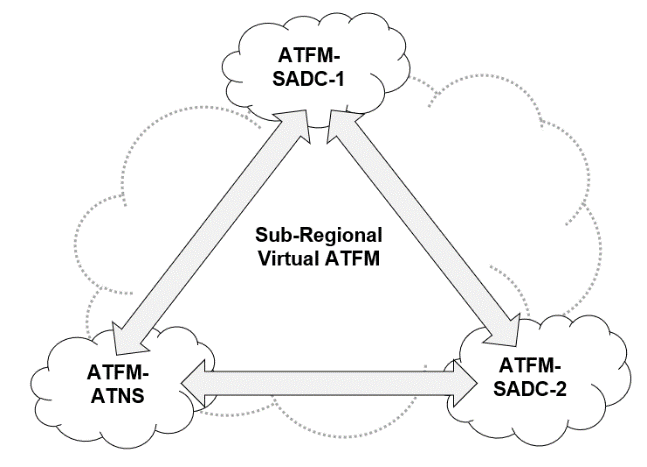 ATFM-
SADC-1
Sub-Regional
Virtual ATFM
ATFM-
ATNS
ATFM-
SADC-2